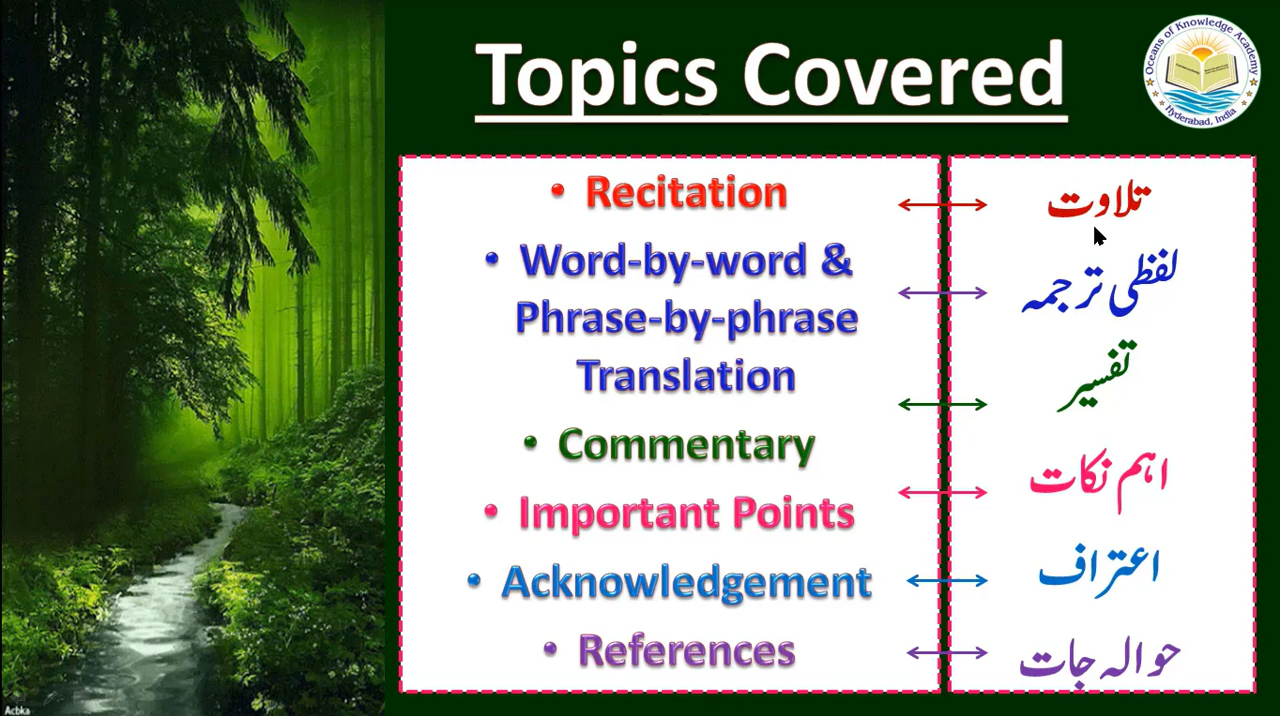 Topics Covered
Oceans of Knowledge Academy
Hyderabad, India
• Recitation
تلاوت
• Word-by-word &
Phrase-by-phrase
Translation
لفظی ترجمہ
• Commentary
تفسیر
• Important Points
اہم نکات
• Acknowledgement
اعتراف
• References
حوالہ جات
Acbka